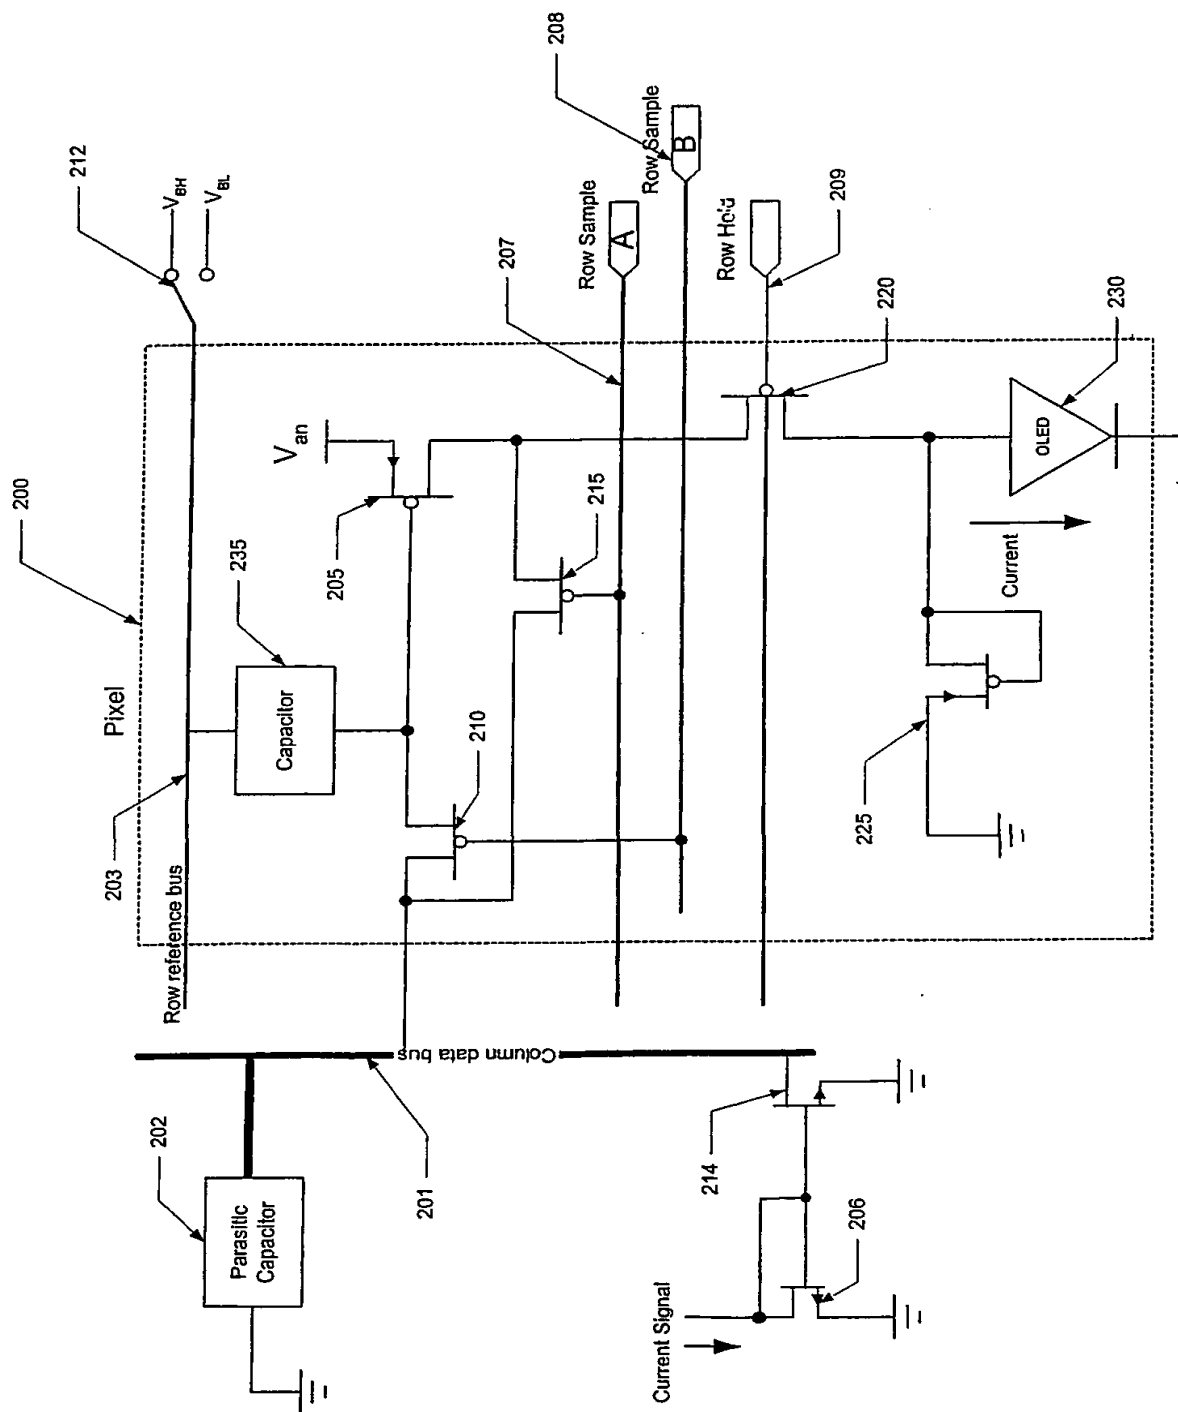 200
212
V_BH
V_BL
208
Pixel
Row reference bus
203
235
Capacitor
V_an
205
Row Sample
A
Row Sample
B
207
215
210
Row Hold
209
220
230
OLED
Current
225
202
Parasitic Capacitor
Column data bus
201
214
206
Current Signal